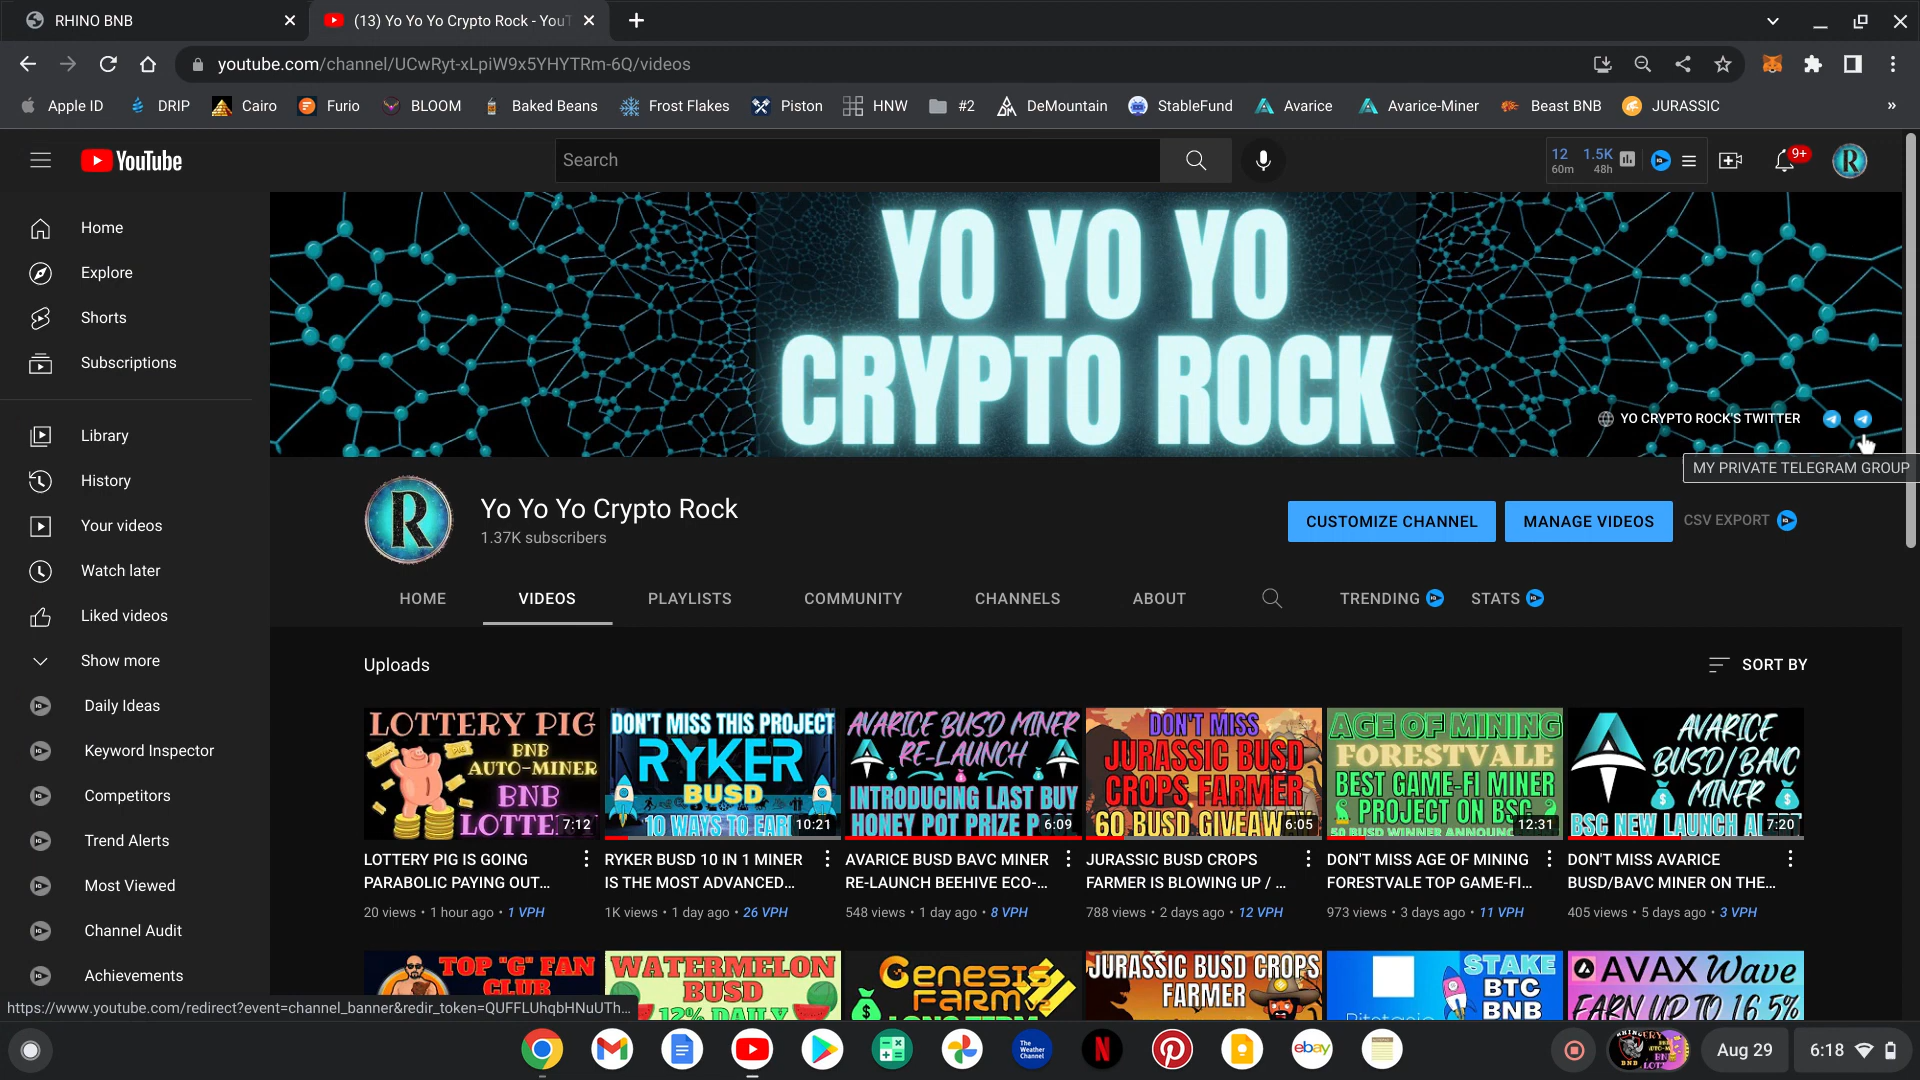 RHINO BNB
(13) Yo Yo Yo Crypto Rock - YouT
youtube.com/channel/UCwRyt-xLpiW9x5YHYTRm-6Q/videos
Apple ID DRIP Cairo Furio BLOOM Baked Beans Frost Flakes Piston HNW #2 DeMountain StableFund Avarice Avarice-Miner Beast BNB JURASSIC »
YouTube
Search
12 1.5K
60m 48h
9+
R
Home
Explore
Shorts
Subscriptions
Library
History
Your videos
Watch later
Liked videos
Show more
Daily Ideas
Keyword Inspector
Competitors
Trend Alerts
Most Viewed
Channel Audit
Achievements
YO YO YO
CRYPTO ROCK
YO CRYPTO ROCK'S TWITTER
MY PRIVATE TELEGRAM GROUP
R
Yo Yo Yo Crypto Rock
1.37K subscribers
CUSTOMIZE CHANNEL MANAGE VIDEOS CSV EXPORT
HOME VIDEOS PLAYLISTS COMMUNITY CHANNELS ABOUT TRENDING STATS
Uploads
SORT BY
LOTTERY PIG
BNB
AUTO-MINER
BNB
7:12
LOTTERY PIG IS GOING
PARABOLIC PAYING OUT...
20 views • 1 hour ago • 1 VPH
DON'T MISS THIS PROJECT
RYKER
BUSD
10 WAYS TO EARN
10:21
RYKER BUSD 10 IN 1 MINER
IS THE MOST ADVANCED...
1K views • 1 day ago • 26 VPH
AVARICE BUSD MINER
RE-LAUNCH
INTRODUCING LAST BUY
HONEY POT PRIZE
6:09
AVARICE BUSD BAVC MINER
RE-LAUNCH BEEHIVE ECO-...
548 views • 1 day ago • 8 VPH
DON'T MISS
JURASSIC BUSD
CROPS FARMER
60 BUSD GIVEAW
6:05
JURASSIC BUSD CROPS
FARMER IS BLOWING UP / ...
788 views • 2 days ago • 12 VPH
AGE OF MINING
FORESTVALE
BEST GAME-FI MINER
PROJECT ON BSC
50 BUSD WINNER
12:31
DON'T MISS AGE OF MINING
FORESTVALE TOP GAME-FI...
973 views • 3 days ago • 11 VPH
AVARICE
BUSD/BAVC
MINER
BSC NEW LAUNCH
7:20
DON'T MISS AVARICE
BUSD/BAVC MINER ON THE...
405 views • 5 days ago • 3 VPH
TOP "G" FAN
CLUB
WATERMELON
BUSD
12% DAILY
GENESIS
FARM
JURASSIC BUSD CROPS
FARMER
STAKE
BTC
BNB
AVAX Wave
EARN UP TO 16.5%
https://www.youtube.com/redirect?event=channel_banner&redir_token=QUFFLUhqbHNuUTh...
The
Weather
Channel
N
ebay
Aug 29
6:18